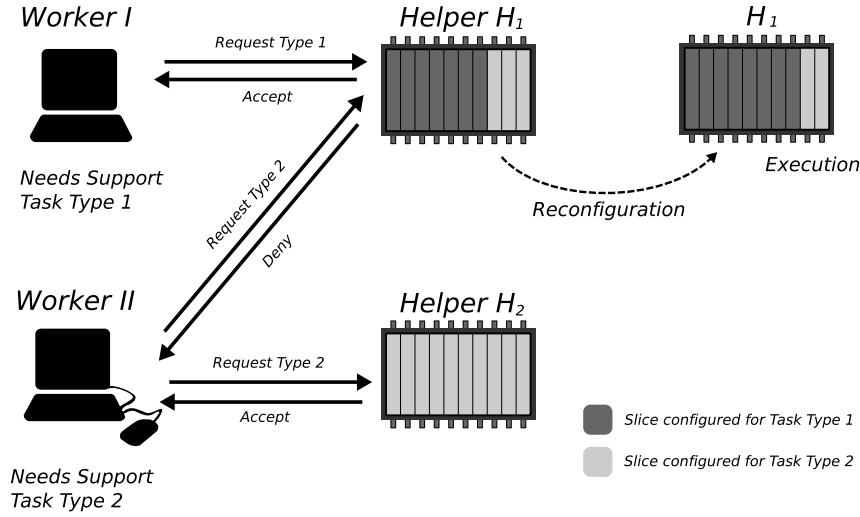 Worker I
Helper H1
H1
Request Type 1
Accept
Needs Support
Task Type 1
Execution
Reconfiguration
Request Type 2
Deny
Worker II
Helper H2
Request Type 2
Accept
Slice configured for Task Type 1
Slice configured for Task Type 2
Needs Support
Task Type 2